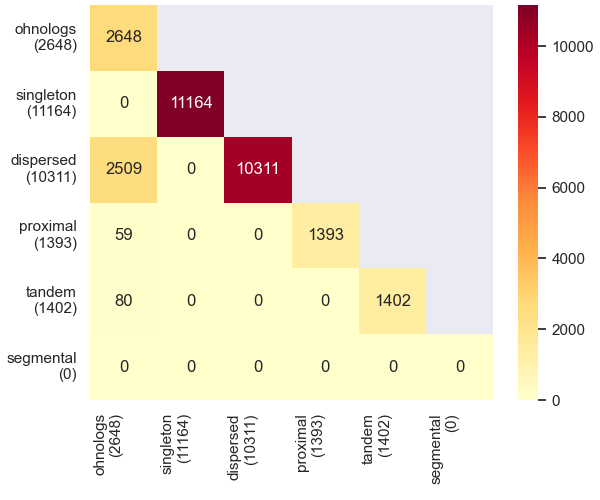 ohnologs
(2648)
2648
singleton
(11164)
0 11164
dispersed
(10311)
2509 0 10311
proximal
(1393)
59 0 0 1393
tandem
(1402)
80 0 0 0 1402
segmental
(0)
0 0 0 0 0 0
ohnologs
(2648)
singleton
(11164)
dispersed
(10311)
proximal
(1393)
tandem
(1402)
segmental
(0)
10000
8000
6000
4000
2000
0